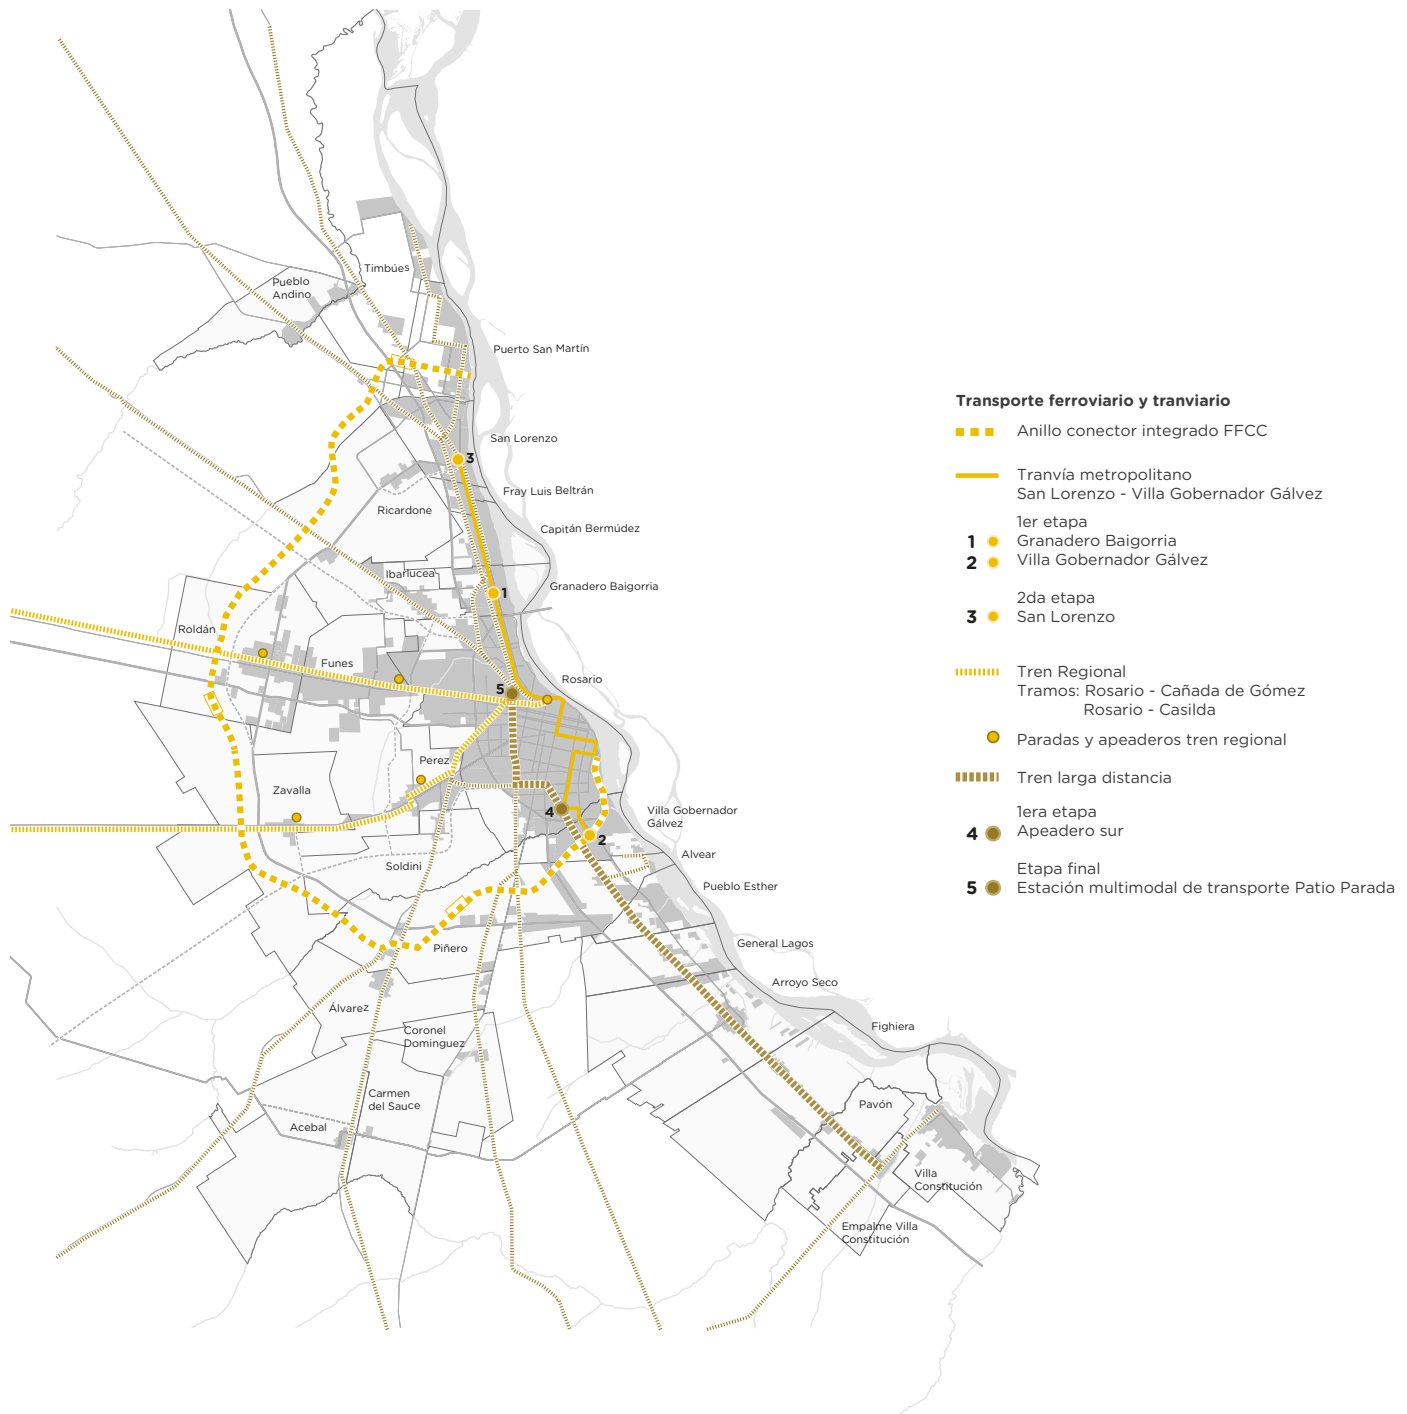 Timbúes
Pueblo
Andino
Puerto San Martín
San Lorenzo
3
Fray Luis Beltrán
Ricardone
Capitán Bermúdez
Ibarlucea
Granadero Baigorria
1
Roldán
Funes
Rosario
5
Perez
Zavalla
4
Villa Gobernador
Gálvez
2
Alvear
Soldini
Pueblo Esther
Piñero
General Lagos
Arroyo Seco
Álvarez
Fighiera
Coronel
Dominguez
Carmen
del Sauce
Pavón
Acebal
Villa
Constitución
Empalme Villa
Constitución
Transporte ferroviario y tranviario
Anillo conector integrado FFCC
Tranvía metropolitano
San Lorenzo - Villa Gobernador Gálvez
1er etapa
1 Granadero Baigorria
2 Villa Gobernador Gálvez
2da etapa
3 San Lorenzo
Tren Regional
Tramos: Rosario - Cañada de Gómez
Rosario - Casilda
Paradas y apeaderos tren regional
Tren larga distancia
1era etapa
4 Apeadero sur
Etapa final
5 Estación multimodal de transporte Patio Parada